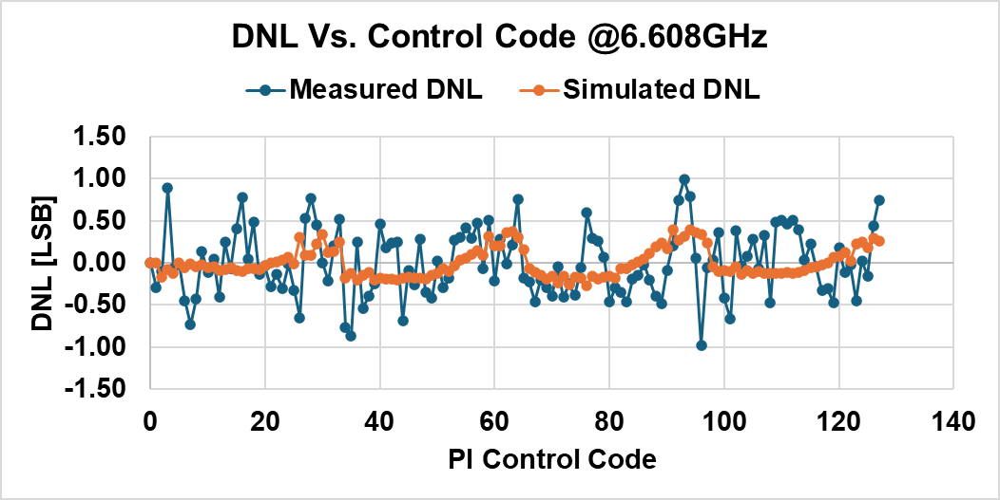 DNL Vs. Control Code @6.608GHz
Measured DNL Simulated DNL
1.50
1.00
0.50
0.00
-0.50
-1.00
-1.50
DNL [LSB]
0 20 40 60 80 100 120 140
PI Control Code